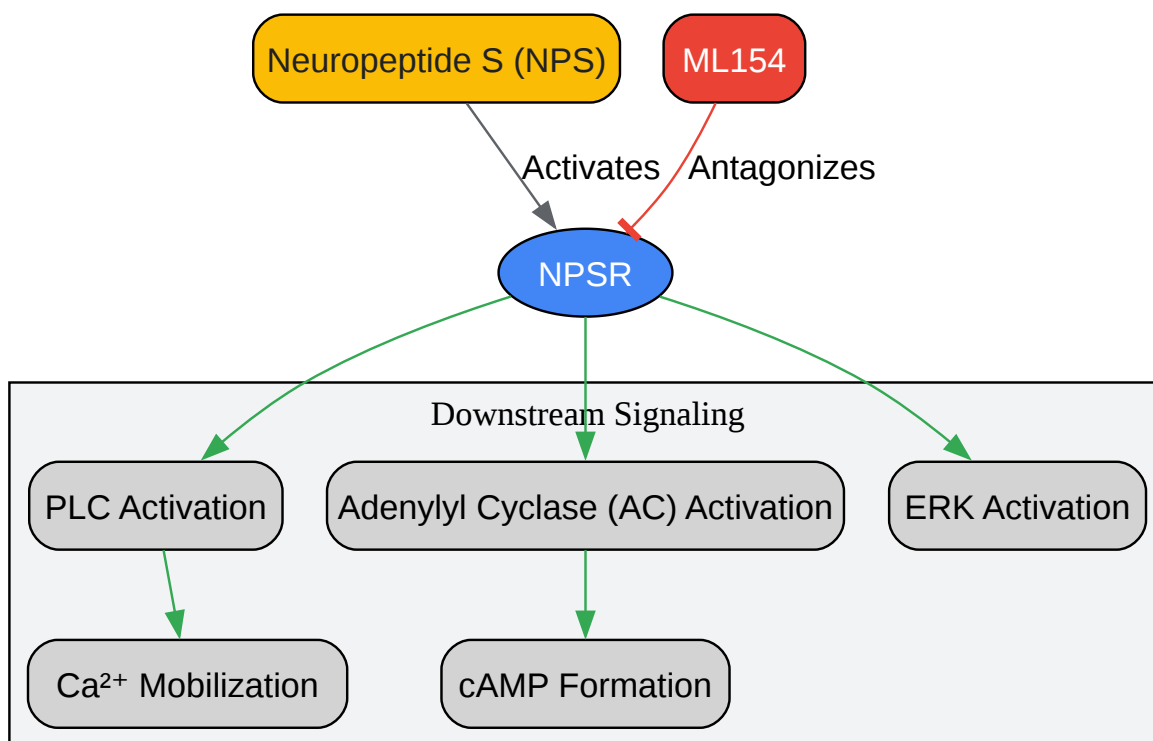 Neuropeptide S (NPS)
ML154
Activates
Antagonizes
NPSR
Downstream Signaling
PLC Activation
Adenylyl Cyclase (AC) Activation
ERK Activation
Ca²⁺ Mobilization
cAMP Formation